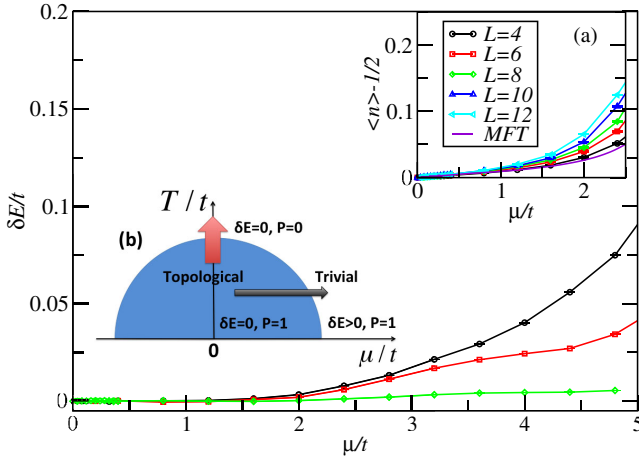 0.2
0.15
0.1
0.05
0
δE/t
0 1 2 3 4 5
μ/t
(a)
<n>-1/2
0.2
0.1
0
0 1 2
μ/t
L=4
L=6
L=8
L=10
L=12
MFT
(b)
T / t
δE=0, P=0
Topological
Trivial
δE=0, P=1
δE>0, P=1
0
μ / t